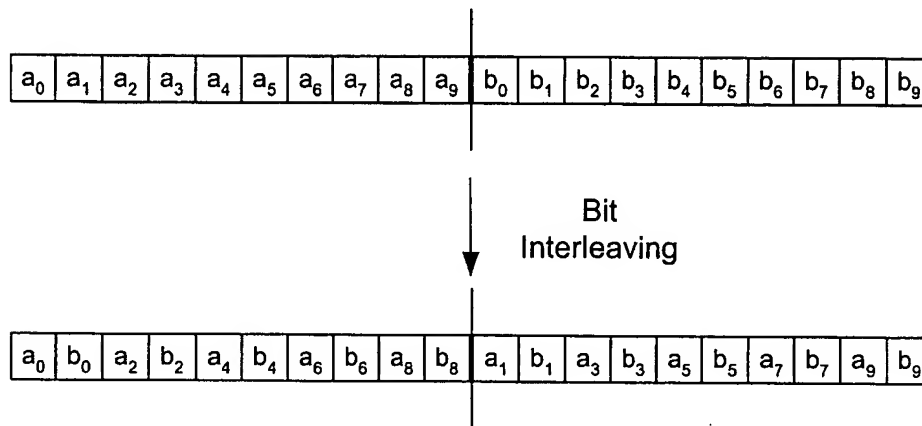 a₀ a₁ a₂ a₃ a₄ a₅ a₆ a₇ a₈ a₉ b₀ b₁ b₂ b₃ b₄ b₅ b₆ b₇ b₈ b₉
Bit
Interleaving
a₀ b₀ a₂ b₂ a₄ b₄ a₆ b₆ a₈ b₈ a₁ b₁ a₃ b₃ a₅ b₅ a₇ b₇ a₉ b₉